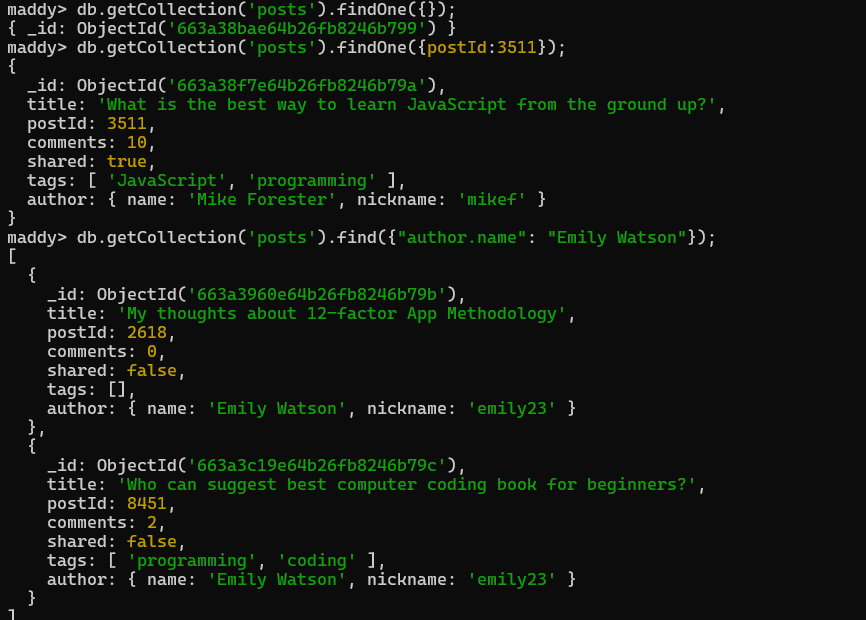 maddy> db.getCollection('posts').findOne({});
{ _id: ObjectId('663a38bae64b26fb8246b799') }
maddy> db.getCollection('posts').findOne({postId:3511});
{
  _id: ObjectId('663a38f7e64b26fb8246b79a'),
  title: 'What is the best way to learn JavaScript from the ground up?',
  postId: 3511,
  comments: 10,
  shared: true,
  tags: [ 'JavaScript', 'programming' ],
  author: { name: 'Mike Forester', nickname: 'mikef' }
}
maddy> db.getCollection('posts').find({"author.name": "Emily Watson"});
[
  {
    _id: ObjectId('663a3960e64b26fb8246b79b'),
    title: 'My thoughts about 12-factor App Methodology',
    postId: 2618,
    comments: 0,
    shared: false,
    tags: [],
    author: { name: 'Emily Watson', nickname: 'emily23' }
  },
  {
    _id: ObjectId('663a3c19e64b26fb8246b79c'),
    title: 'Who can suggest best computer coding book for beginners?',
    postId: 8451,
    comments: 2,
    shared: false,
    tags: [ 'programming', 'coding' ],
    author: { name: 'Emily Watson', nickname: 'emily23' }
  }
]